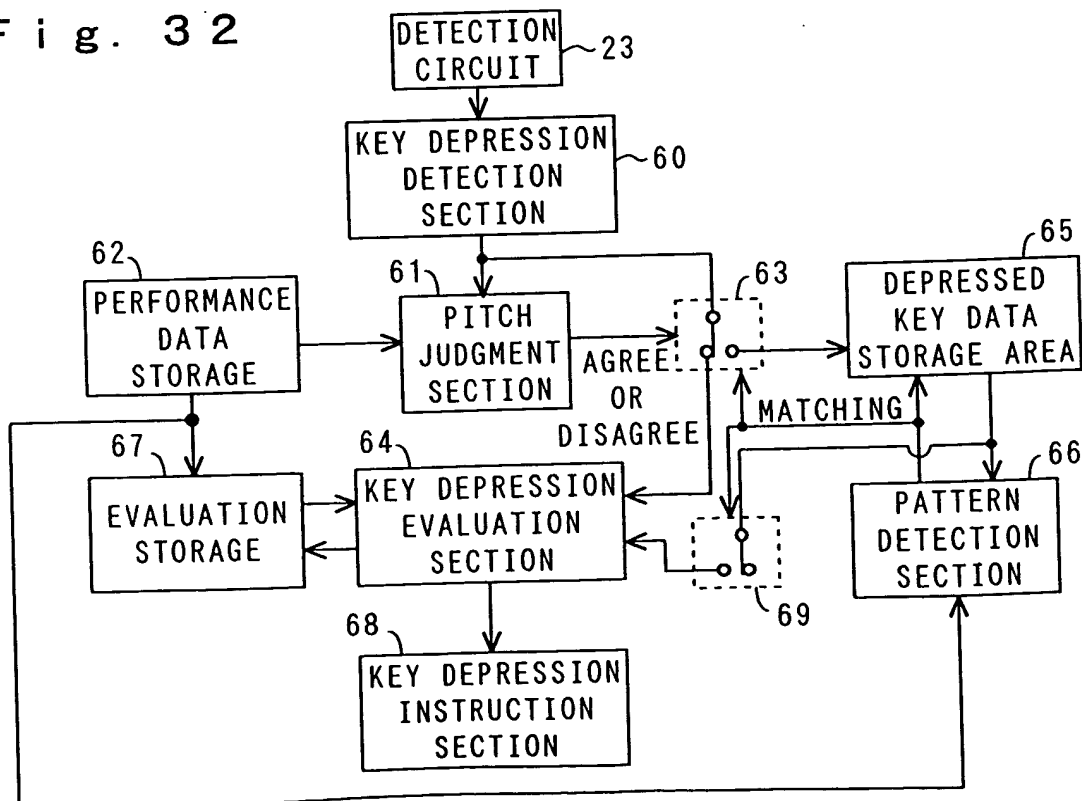 Fig. 32
DETECTION
CIRCUIT
23
KEY DEPRESSION
DETECTION
SECTION
60
62
PERFORMANCE
DATA
STORAGE
61
PITCH
JUDGMENT
SECTION
63
65
DEPRESSED
KEY DATA
STORAGE AREA
AGREE
OR
DISAGREE
MATCHING
67
EVALUATION
STORAGE
64
KEY DEPRESSION
EVALUATION
SECTION
69
66
PATTERN
DETECTION
SECTION
68
KEY DEPRESSION
INSTRUCTION
SECTION